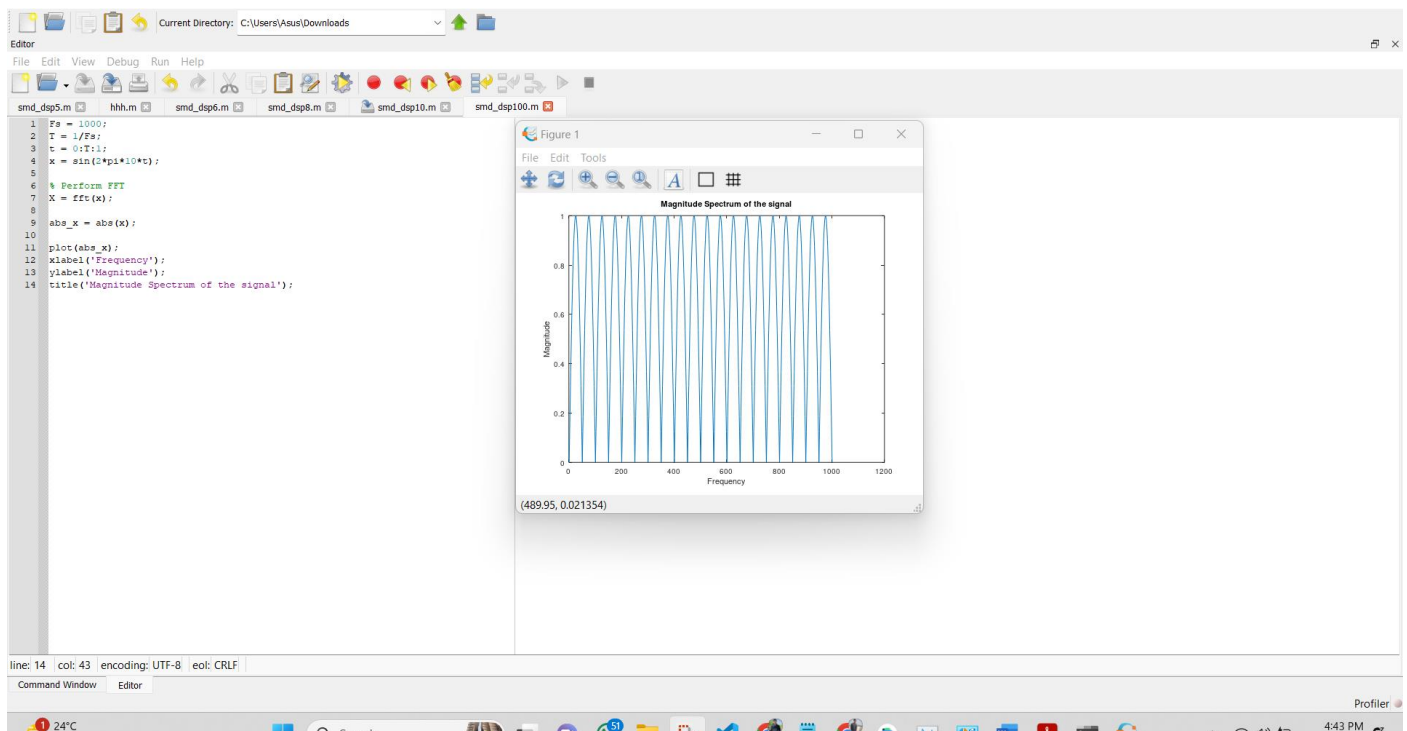 Current Directory: C:\Users\Asus\Downloads
Editor
File Edit View Debug Run Help
smd_dsp5.m hhh.m smd_dsp6.m smd_dsp8.m smd_dsp10.m smd_dsp100.m
1 Fs = 1000;
2 T = 1/Fs;
3 t = 0:T:1;
4 x = sin(2*pi*10*t);
5
6 % Perform FFT
7 X = fft(x);
8
9 abs_x = abs(x);
10
11 plot(abs_x);
12 xlabel('Frequency');
13 ylabel('Magnitude');
14 title('Magnitude Spectrum of the signal');
Figure 1
File Edit Tools
A
Magnitude Spectrum of the signal
1
0.8
0.6
0.4
0.2
0
Magnitude
0 200 400 600 800 1000 1200
Frequency
(489.95, 0.021354)
line: 14 col: 43 encoding: UTF-8 eol: CRLF
Command Window Editor
Profiler
1 24°C
51
4:43 PM